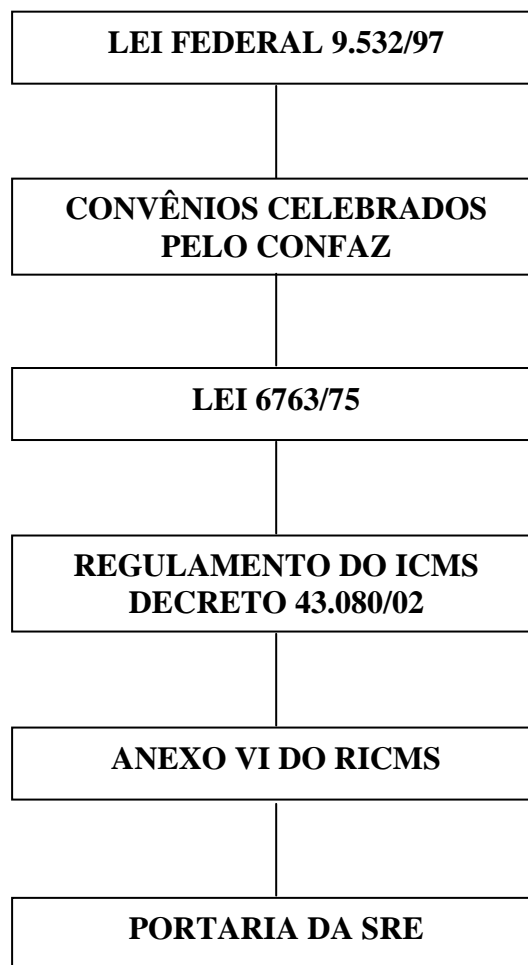 LEI FEDERAL 9.532/97
CONVÊNIOS CELEBRADOS
PELO CONFAZ
LEI 6763/75
REGULAMENTO DO ICMS
DECRETO 43.080/02
ANEXO VI DO RICMS
PORTARIA DA SRE